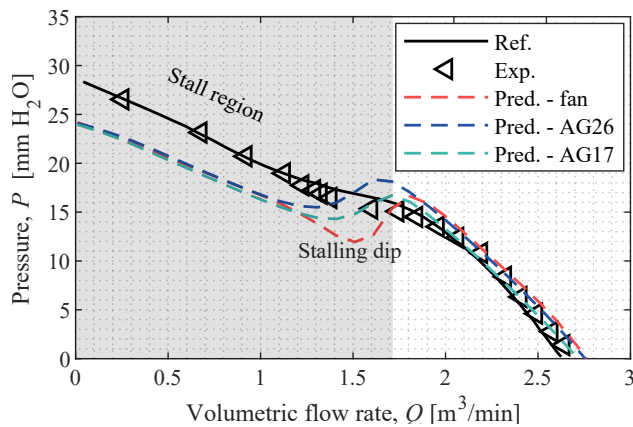 35
30
25
20
15
10
5
0
Pressure, P [mm H₂O]
Stall region
Stalling dip
Ref.
Exp.
Pred. - fan
Pred. - AG26
Pred. - AG17
0 0.5 1 1.5 2 2.5 3
Volumetric flow rate, Q [m³/min]